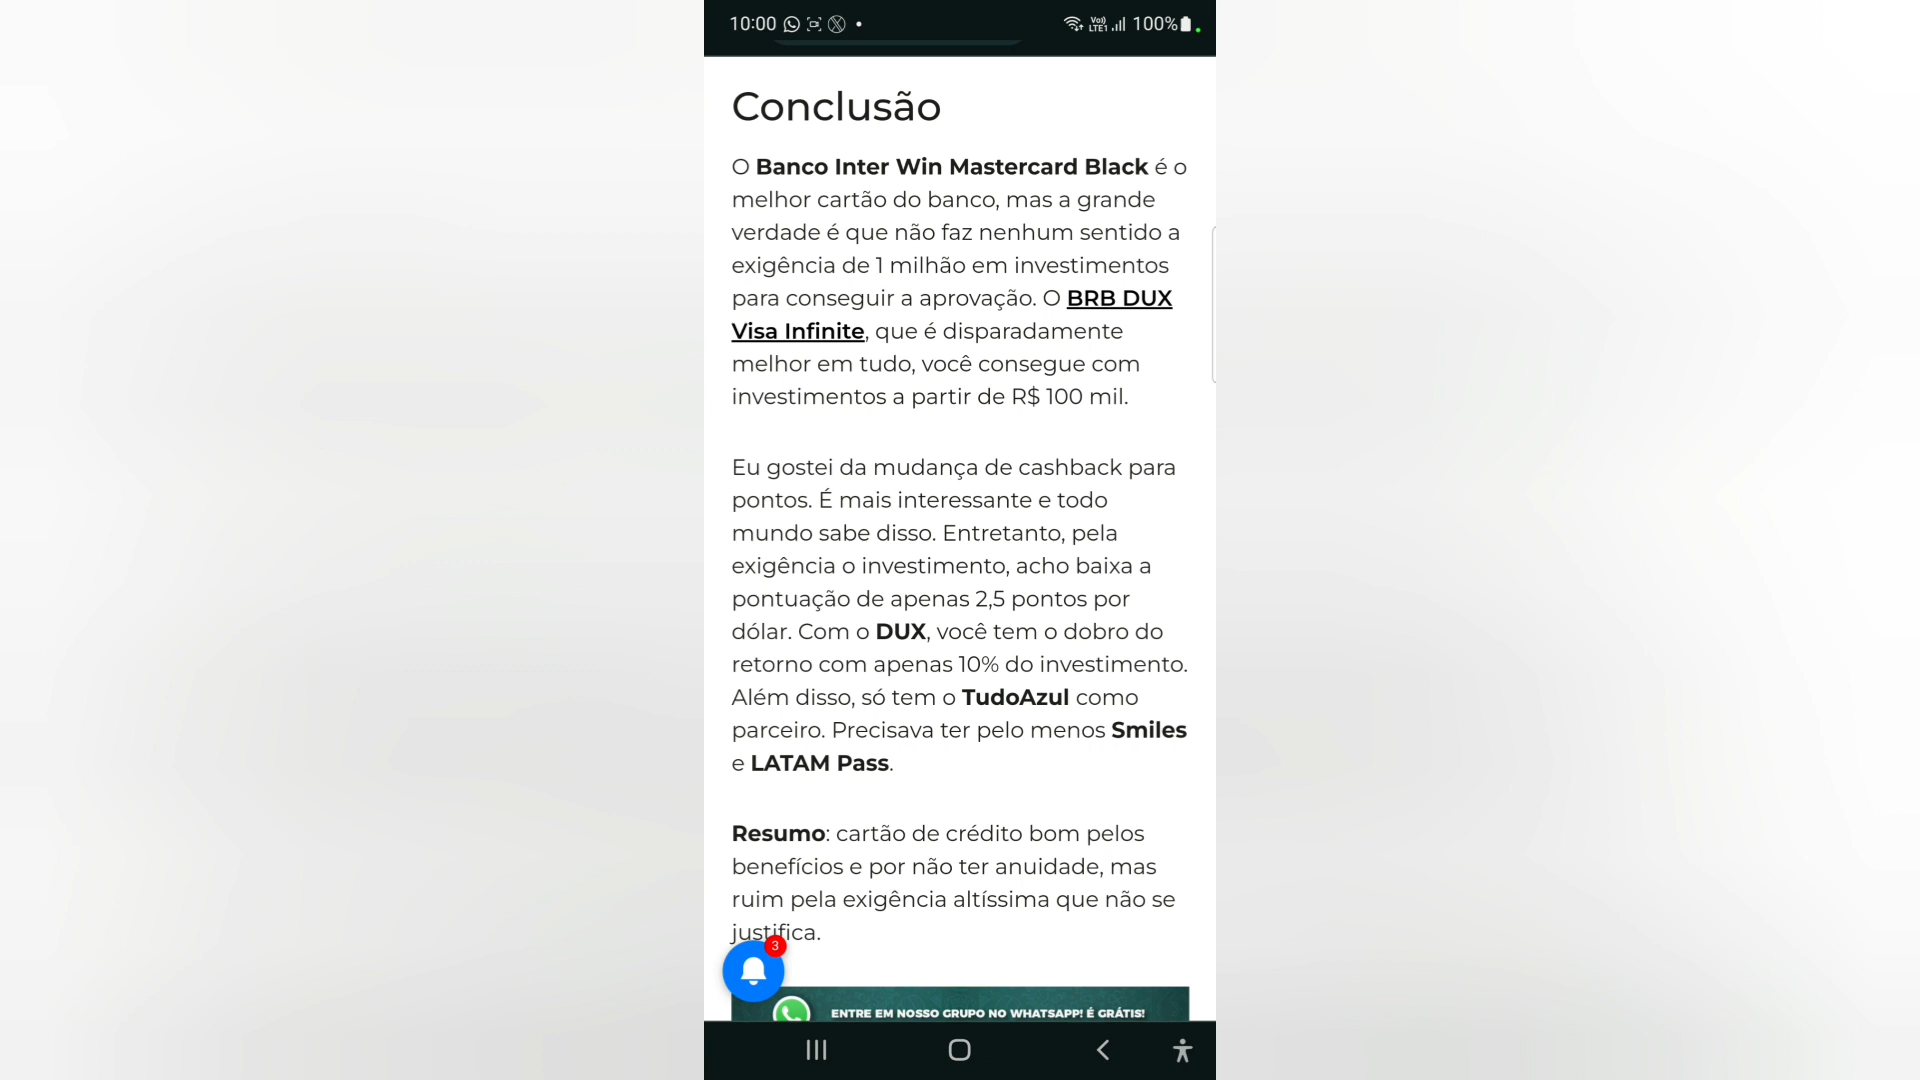 10:00 100%
Conclusão
O Banco Inter Win Mastercard Black é o
melhor cartão do banco, mas a grande
verdade é que não faz nenhum sentido a
exigência de 1 milhão em investimentos
para conseguir a aprovação. O BRB DUX
Visa Infinite, que é disparadamente
melhor em tudo, você consegue com
investimentos a partir de R$ 100 mil.
Eu gostei da mudança de cashback para
pontos. É mais interessante e todo
mundo sabe disso. Entretanto, pela
exigência o investimento, acho baixa a
pontuação de apenas 2,5 pontos por
dólar. Com o DUX, você tem o dobro do
retorno com apenas 10% do investimento.
Além disso, só tem o TudoAzul como
parceiro. Precisava ter pelo menos Smiles
e LATAM Pass.
Resumo: cartão de crédito bom pelos
benefícios e por não ter anuidade, mas
ruim pela exigência altíssima que não se
justifica.
3
ENTRE EM NOSSO GRUPO NO WHATSAPP! É GRÁTIS!